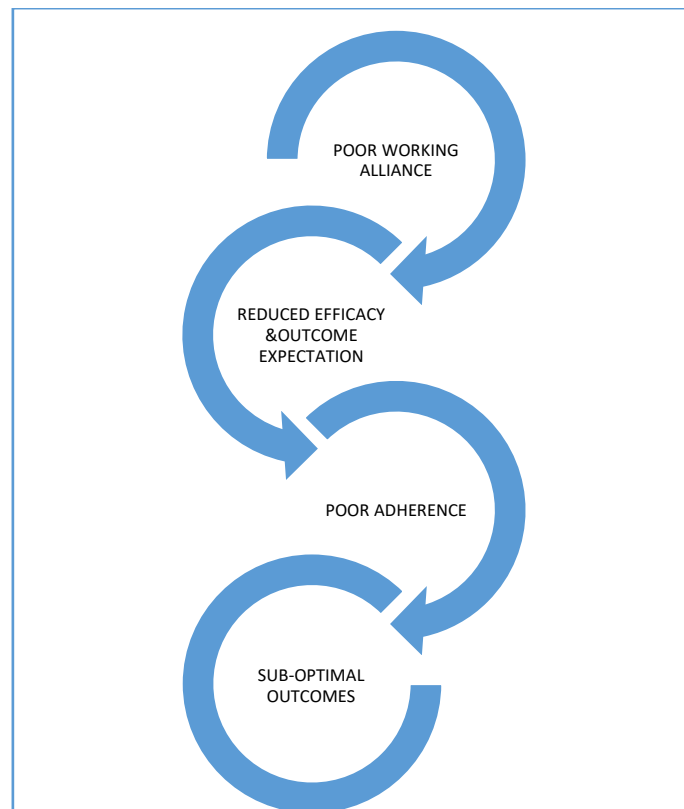 POOR WORKING
ALLIANCE
REDUCED EFFICACY
&OUTCOME
EXPECTATION
POOR ADHERENCE
SUB-OPTIMAL
OUTCOMES